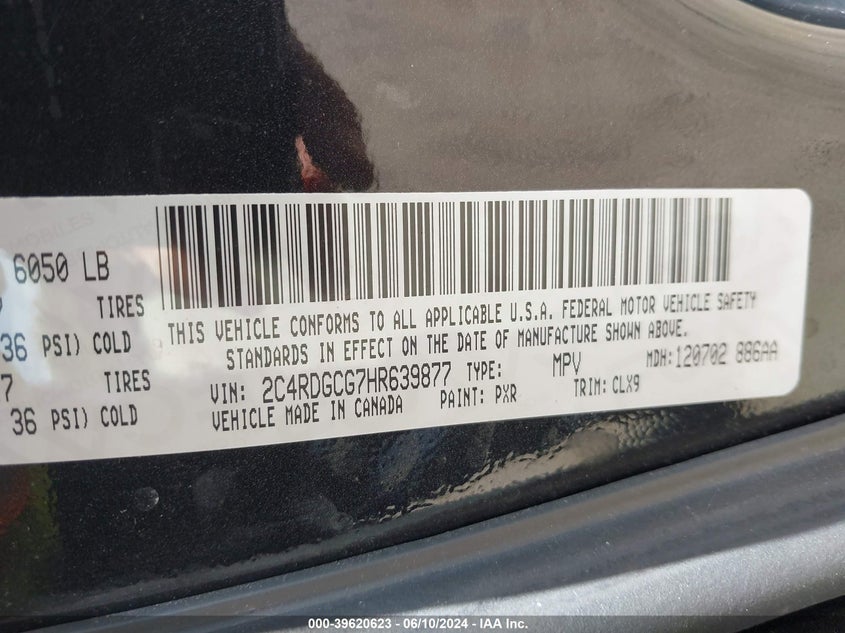 6050 LB
TIRES
36 PSI) COLD
7
36 PSI) COLD
THIS VEHICLE CONFORMS TO ALL APPLICABLE U.S.A. FEDERAL MOTOR VEHICLE SAFETY
STANDARDS IN EFFECT ON THE DATE OF MANUFACTURE SHOWN ABOVE.
VIN: 2C4RDGCG7HR639877 TYPE: MPV MDH:120702 886AA
VEHICLE MADE IN CANADA PAINT: PXR TRIM: CLX9
TIRES
000-39620623 - 06/10/2024 - IAA Inc.